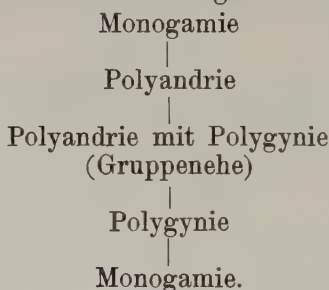 Monogamie
Polyandrie
Polyandrie mit Polygynie
(Gruppenehe)
Polygynie
Monogamie.